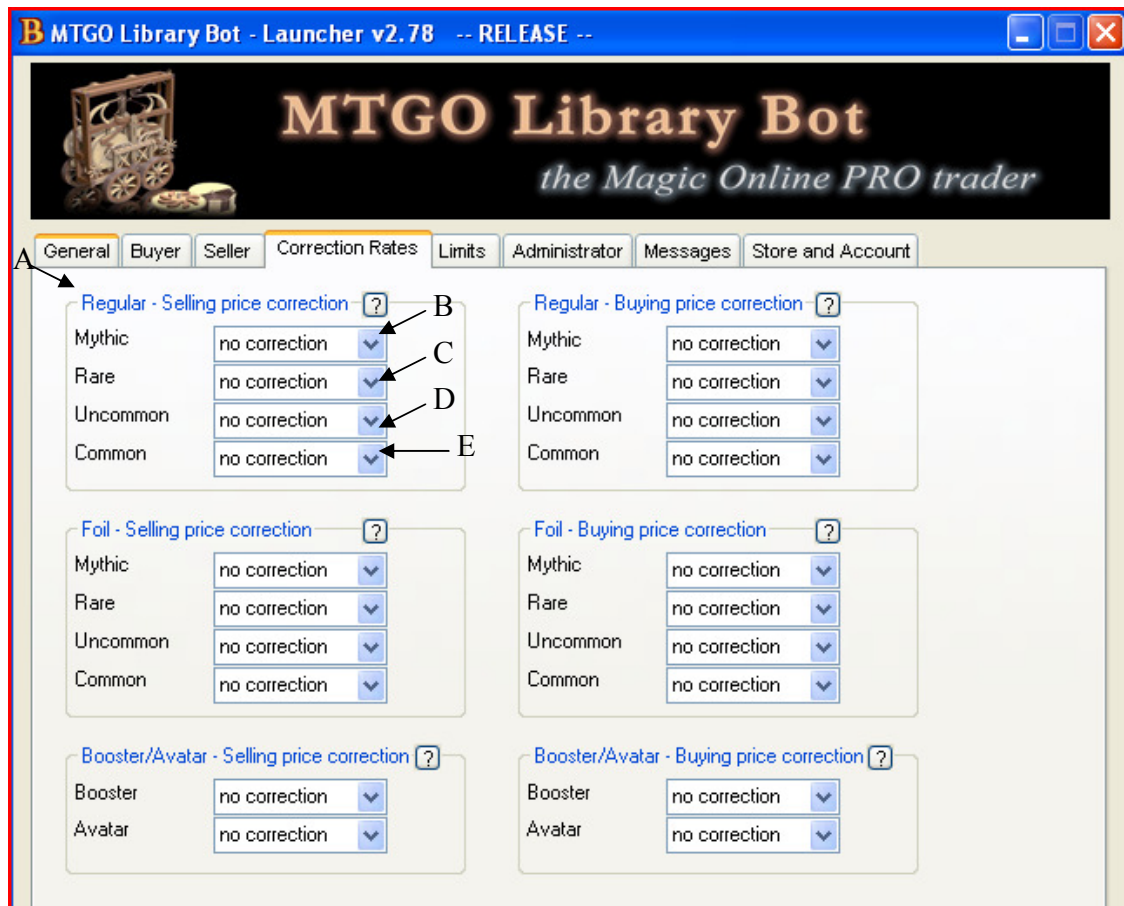 B MTGO Library Bot - Launcher v2.78 -- RELEASE --
MTGO Library Bot
the Magic Online PRO trader
General Buyer Seller Correction Rates Limits Administrator Messages Store and Account
A
Regular - Selling price correction ?
B
Mythic no correction
C
Rare no correction
D
Uncommon no correction
E
Common no correction
Regular - Buying price correction ?
Mythic no correction
Rare no correction
Uncommon no correction
Common no correction
Foil - Selling price correction ?
Mythic no correction
Rare no correction
Uncommon no correction
Common no correction
Foil - Buying price correction ?
Mythic no correction
Rare no correction
Uncommon no correction
Common no correction
Booster/Avatar - Selling price correction ?
Booster no correction
Avatar no correction
Booster/Avatar - Buying price correction ?
Booster no correction
Avatar no correction